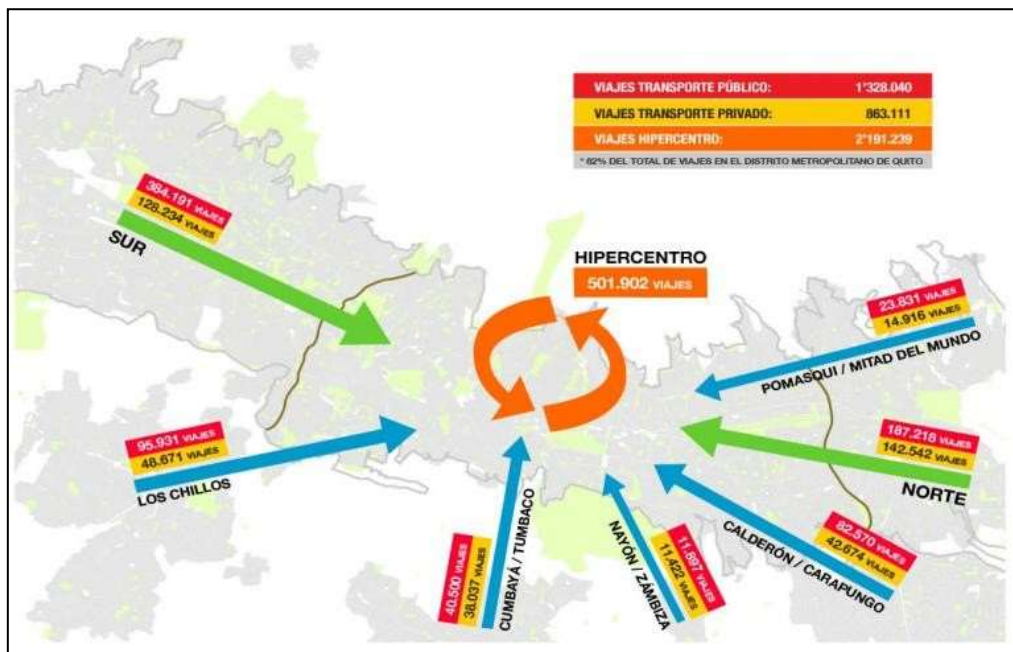 VIAJES TRANSPORTE PÚBLICO: 1'328.040
VIAJES TRANSPORTE PRIVADO: 863.111
VIAJES HIPERCENTRO: 2'191.239
* 62% DEL TOTAL DE VIAJES EN EL DISTRITO METROPOLITANO DE QUITO
384.191 VIAJES
128.234 VIAJES
SUR
HIPERCENTRO
501.902 VIAJES
23.831 VIAJES
14.916 VIAJES
POMASQUI / MITAD DEL MUNDO
95.931 VIAJES
48.671 VIAJES
LOS CHILLOS
187.218 VIAJES
142.542 VIAJES
NORTE
40.500 VIAJES
38.037 VIAJES
CUMBAYÁ / TUMBACO
11.897 VIAJES
11.422 VIAJES
NAYÓN / ZÁMBIZA
82.570 VIAJES
42.674 VIAJES
CALDERÓN / CARAPUNGO